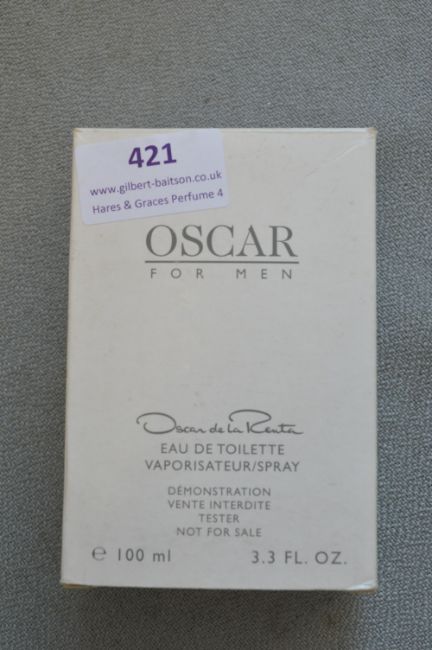 421
www.gilbert-baitson.co.uk
Hares & Graces Perfume 4
OSCAR
FOR MEN
Oscar de la Renta
EAU DE TOILETTE
VAPORISATEUR/SPRAY
DÉMONSTRATION
VENTE INTERDITE
TESTER
NOT FOR SALE
e 100 ml 3.3 FL. OZ.